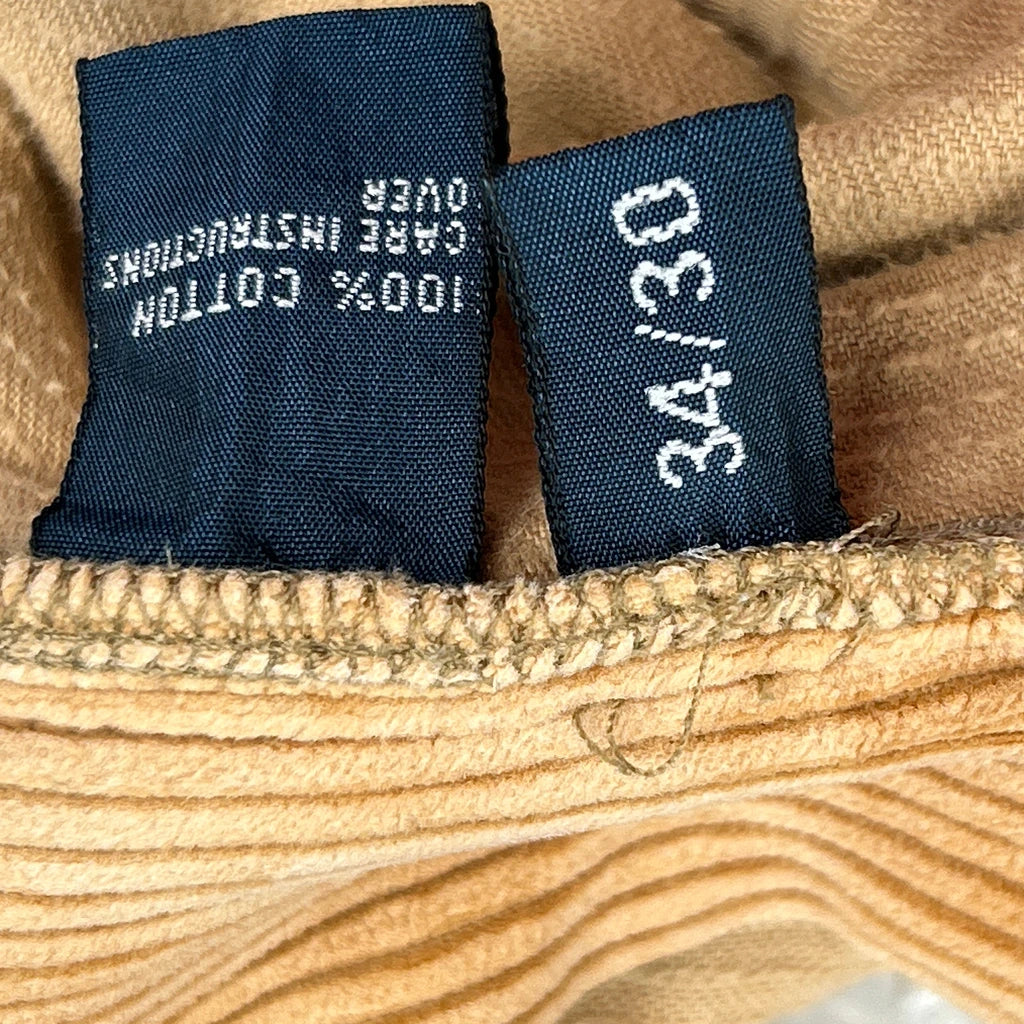 100% COTTON
CARE INSTRUCTIONS
OVER
34/30